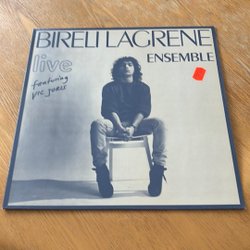 BIRELI LAGRENE
ENSEMBLE
live
featuring
VIC JURIS